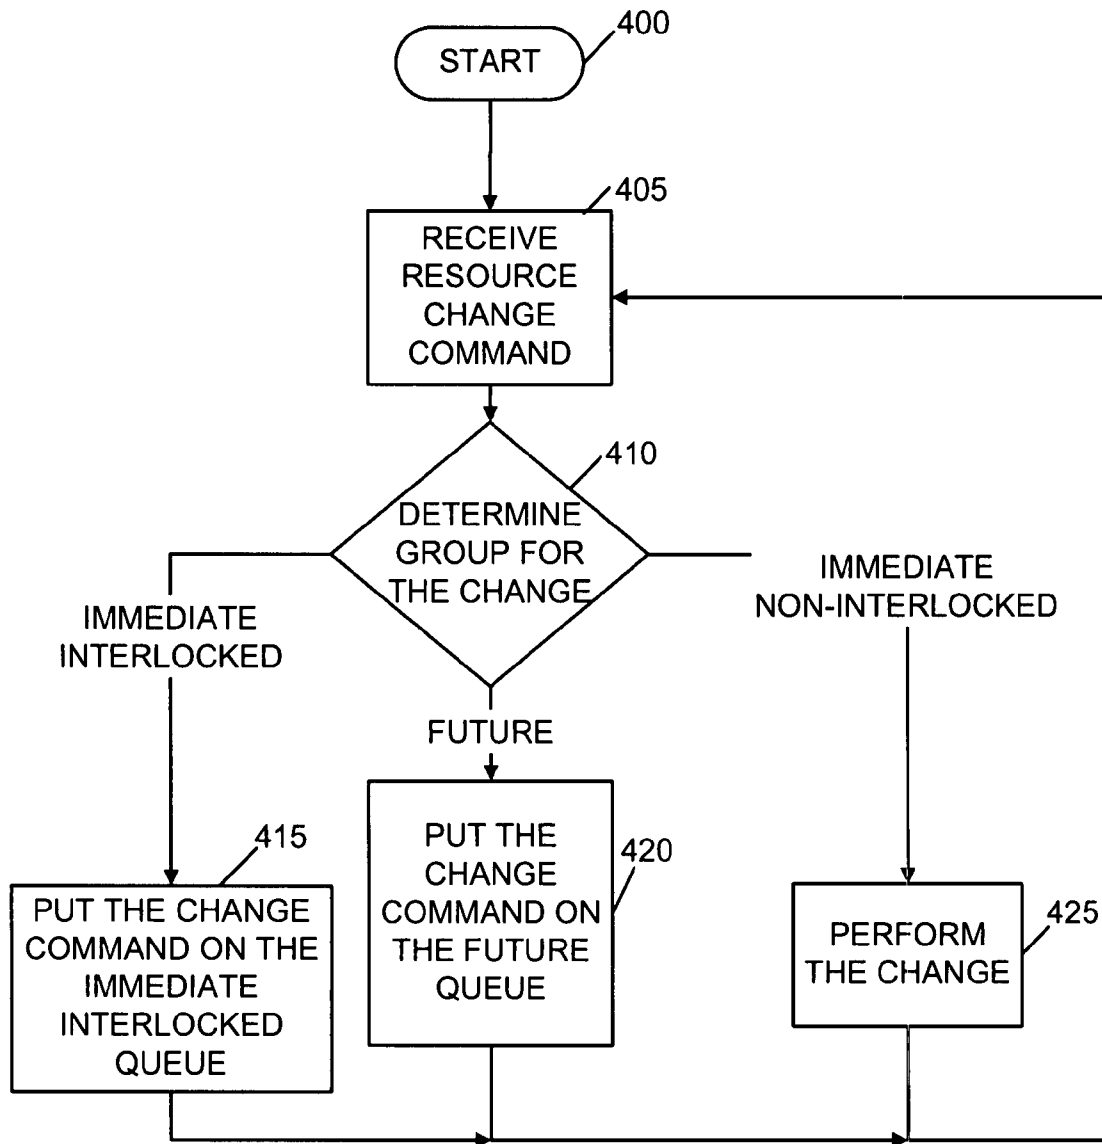 400
START
405
RECEIVE
RESOURCE
CHANGE
COMMAND
410
DETERMINE
GROUP FOR
THE CHANGE
IMMEDIATE
INTERLOCKED
FUTURE
IMMEDIATE
NON-INTERLOCKED
415
PUT THE CHANGE
COMMAND ON THE
IMMEDIATE
INTERLOCKED
QUEUE
420
PUT THE
CHANGE
COMMAND ON
THE FUTURE
QUEUE
425
PERFORM
THE CHANGE